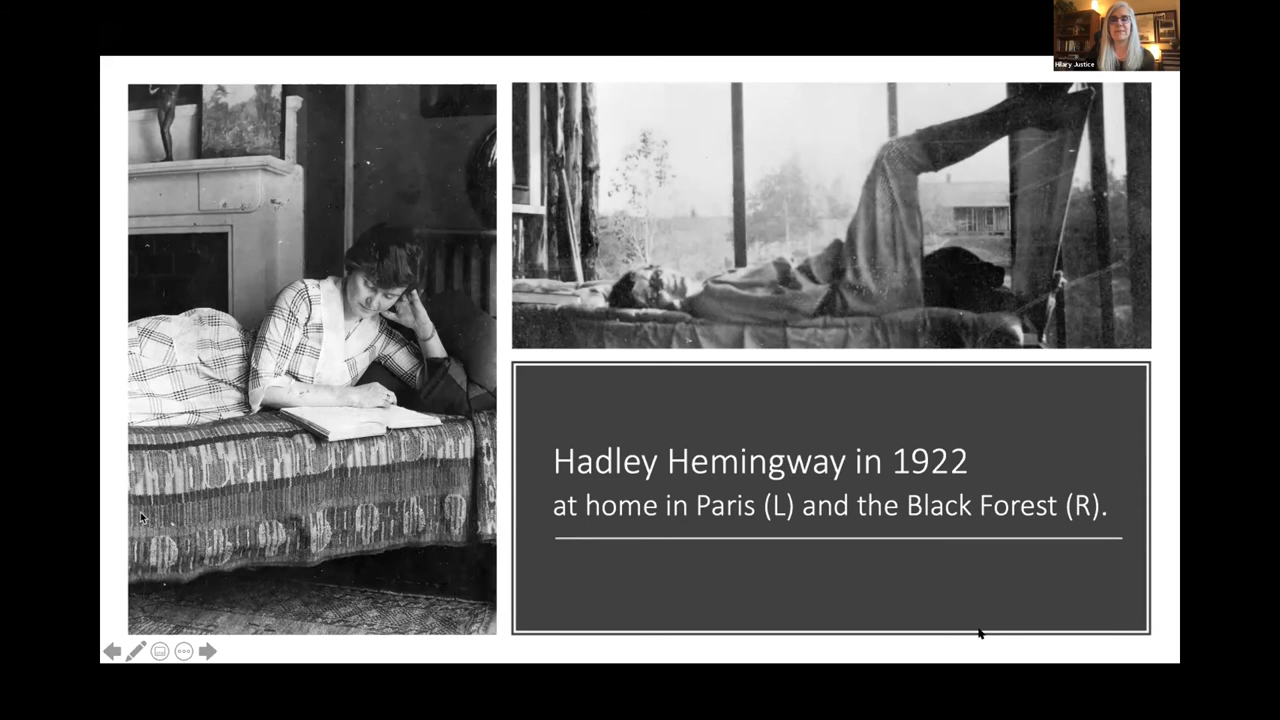 Hilary Justice
Hadley Hemingway in 1922
at home in Paris (L) and the Black Forest (R).